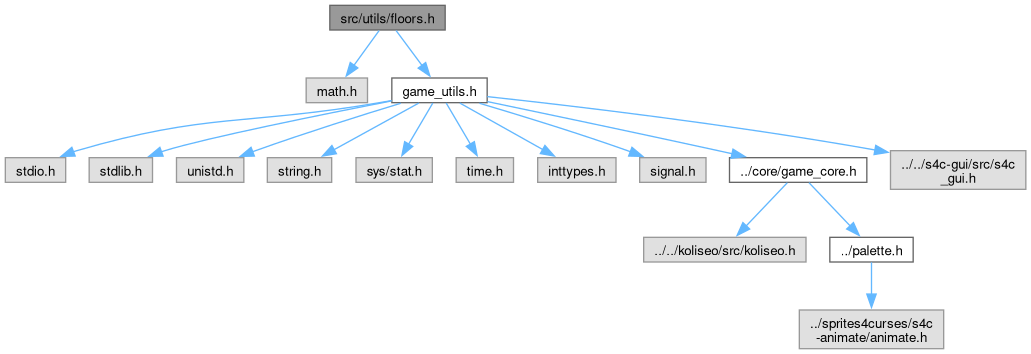 src/utils/floors.h
math.h
game_utils.h
stdio.h
stdlib.h
unistd.h
string.h
sys/stat.h
time.h
inttypes.h
signal.h
../core/game_core.h
../../s4c-gui/src/s4c
_gui.h
../../koliseo/src/koliseo.h
../palette.h
../sprites4curses/s4c
-animate/animate.h